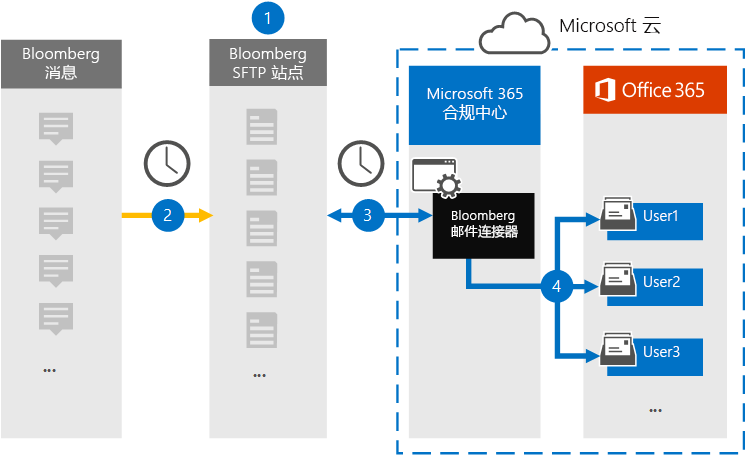 1
Microsoft 云
Bloomberg
消息
Bloomberg
SFTP 站点
Microsoft 365
合规中心
Office 365
2
3
Bloomberg
邮件连接器
4
User1
User2
User3
...
...
...